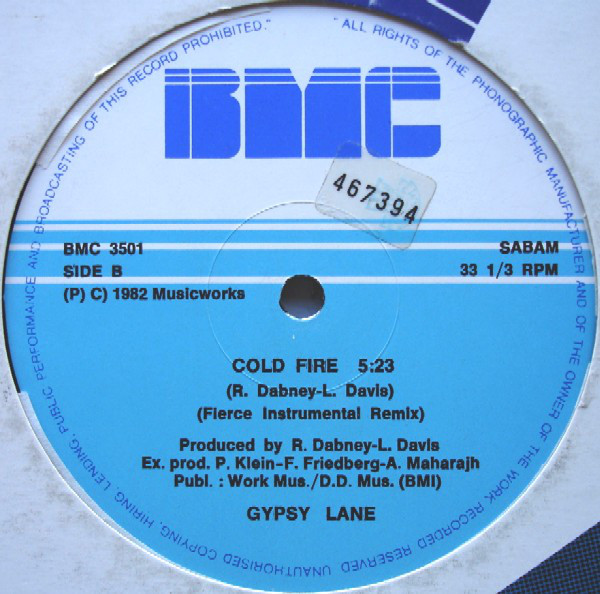 UNAUTHORISED COPYING, HIRING, LENDING, PUBLIC PERFORMANCE AND BROADCASTING OF THIS RECORD PROHIBITED."
"ALL RIGHTS OF THE PHONOGRAPHIC MANUFACTURER AND OF THE OWNER OF THE WORK RECORDED RESERVED
BMC
467394
BMC 3501
SABAM
SIDE B
33 1/3 RPM
(P) C) 1982 Musicworks
COLD FIRE 5:23
(R. Dabney-L. Davis)
(Fierce Instrumental Remix)
Produced by R. Dabney-L. Davis
Ex. prod. P. Klein-F. Friedberg-A. Maharajh
Publ. : Work Mus./D.D. Mus. (BMI)
GYPSY LANE